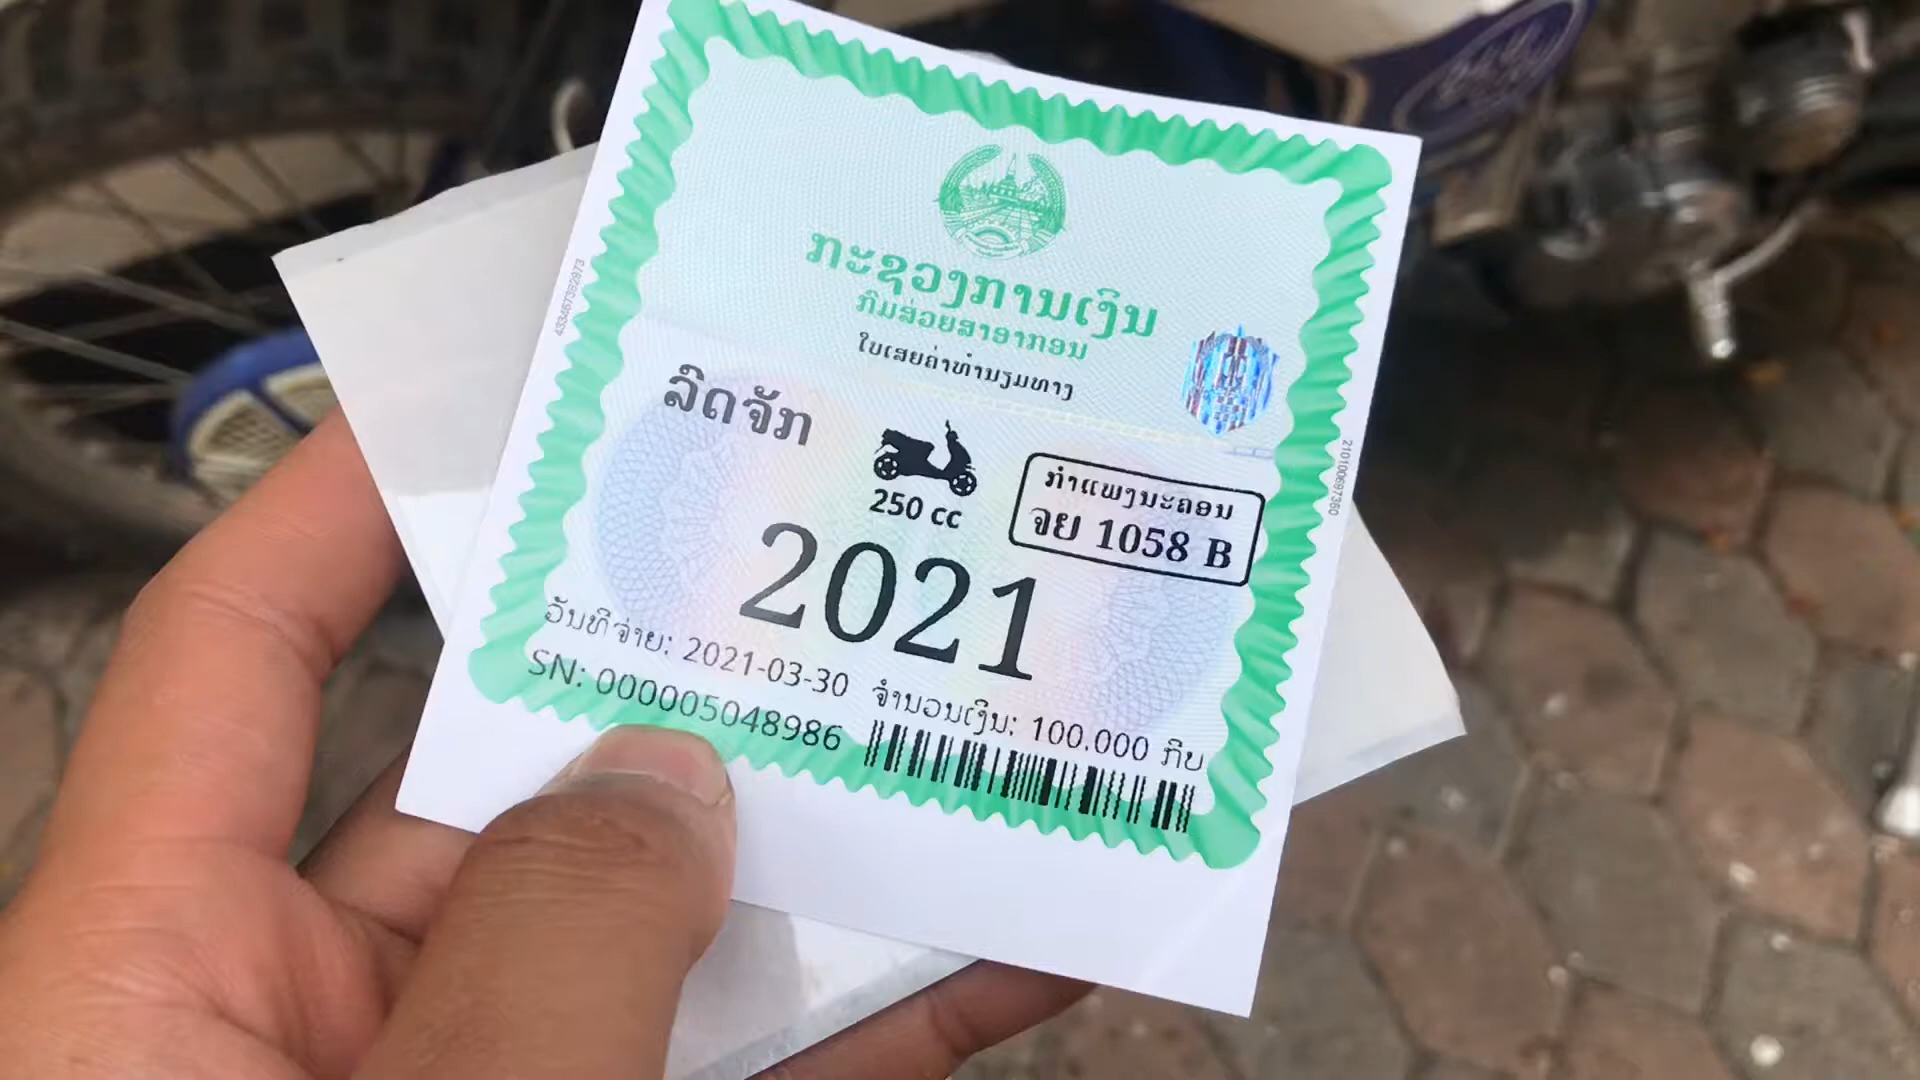 ກະຊວງການເງິນ
ກົມສ່ວຍສາອາກອນ
ໃບເສຍຄ່າທຳນຽມທາງ
ລົດຈັກ
250 cc
ກຳແພງນະຄອນ
ຈຍ 1058 B
2021
ວັນທີຈ່າຍ: 2021-03-30 ຈຳນວນເງິນ: 100.000 ກີບ
SN: 000005048986
210100697360